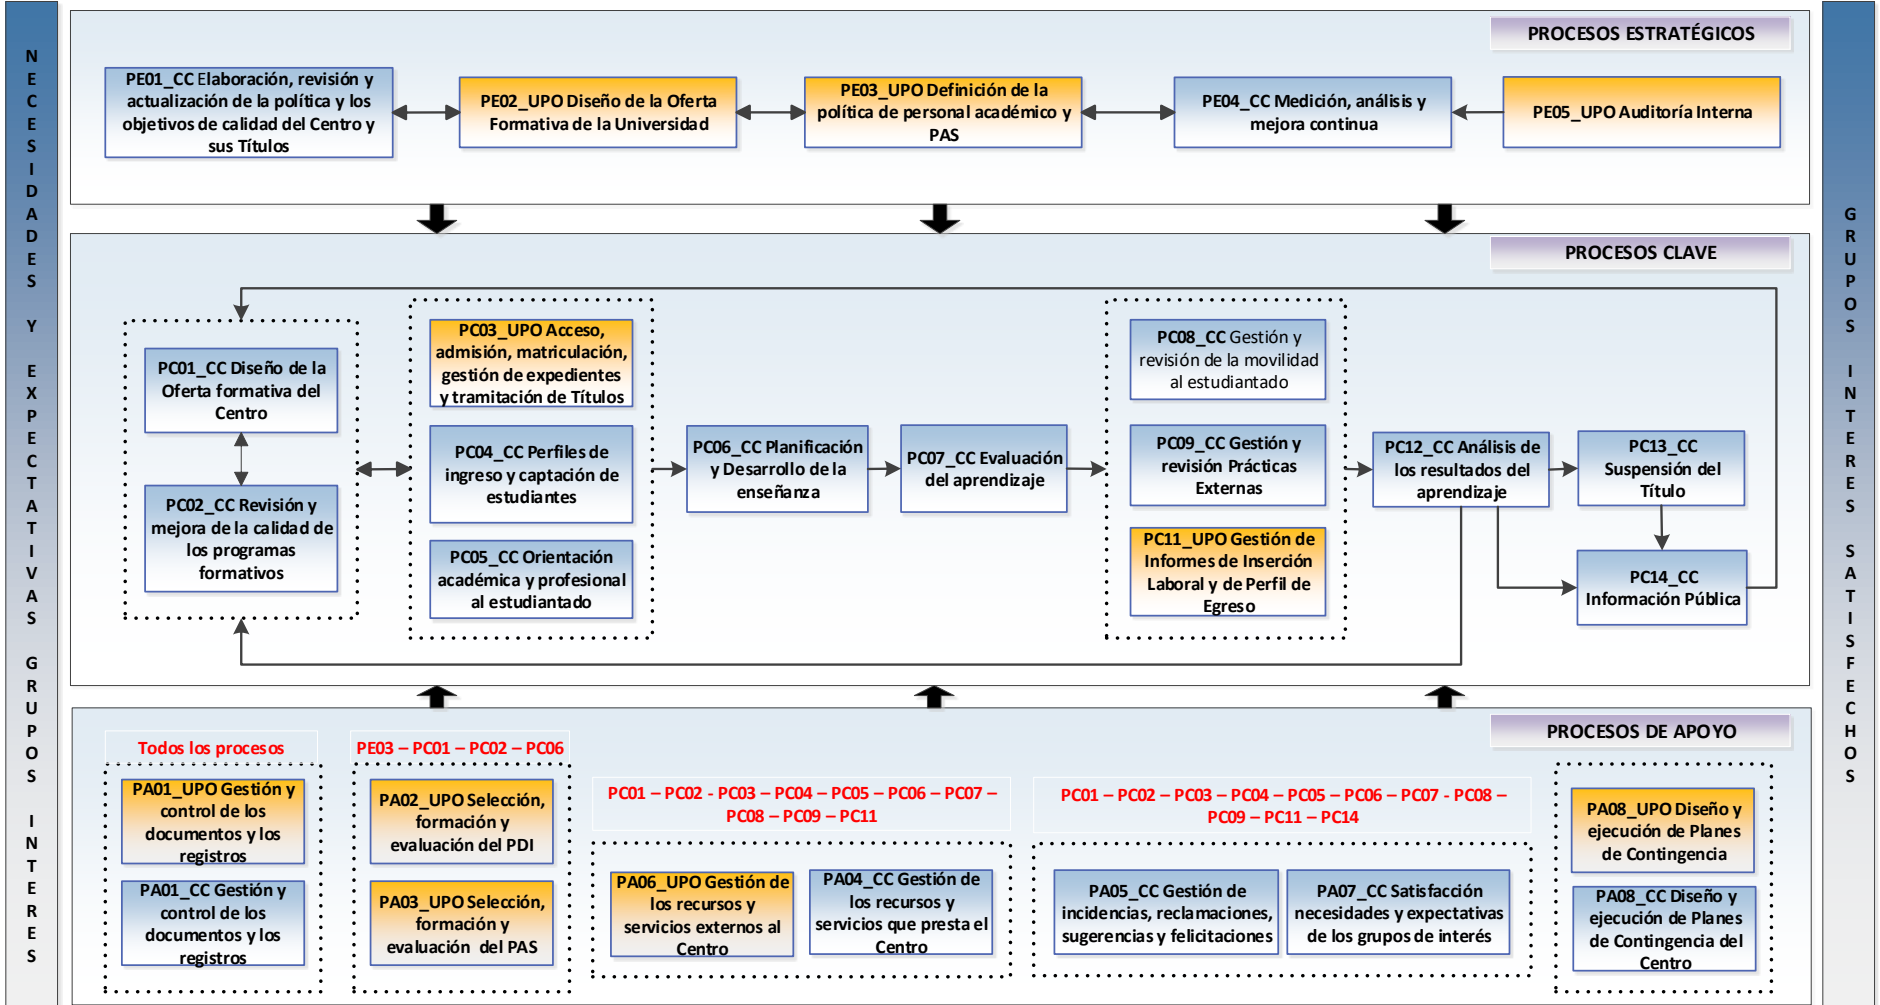 NECESIDADES Y EXPECTATIVAS GRUPOS INTERES
PROCESOS ESTRATÉGICOS
PE01_CC Elaboración, revisión y
actualización de la política y los
objetivos de calidad del Centro y
sus Títulos
PE02_UPO Diseño de la Oferta
Formativa de la Universidad
PE03_UPO Definición de la
política de personal académico y
PAS
PE04_CC Medición, análisis y
mejora continua
PE05_UPO Auditoría Interna
PROCESOS CLAVE
PC01_CC Diseño de la
Oferta formativa del
Centro
PC02_CC Revisión y
mejora de la calidad de
los programas
formativos
PC03_UPO Acceso,
admisión, matriculación,
gestión de expedientes
y tramitación de Títulos
PC04_CC Perfiles de
ingreso y captación de
estudiantes
PC05_CC Orientación
académica y profesional
al estudiantado
PC06_CC Planificación
y Desarrollo de la
enseñanza
PC07_CC Evaluación
del aprendizaje
PC08_CC Gestión y
revisión de la movilidad
al estudiantado
PC09_CC Gestión y
revisión Prácticas
Externas
PC11_UPO Gestión de
Informes de Inserción
Laboral y de Perfil de
Egreso
PC12_CC Análisis de
los resultados del
aprendizaje
PC13_CC
Suspensión del
Título
PC14_CC
Información Pública
PROCESOS DE APOYO
Todos los procesos
PA01_UPO Gestión y
control de los
documentos y los
registros
PA01_CC Gestión y
control de los
documentos y los
registros
PE03 – PC01 – PC02 – PC06
PA02_UPO Selección,
formación y
evaluación del PDI
PA03_UPO Selección,
formación y
evaluación del PAS
PC01 – PC02 - PC03 – PC04 – PC05 – PC06 – PC07 –
PC08 – PC09 – PC11
PA06_UPO Gestión de
los recursos y
servicios externos al
Centro
PA04_CC Gestión de
los recursos y
servicios que presta el
Centro
PC01 – PC02 – PC03 – PC04 – PC05 – PC06 – PC07 - PC08 –
PC09 – PC11 – PC14
PA05_CC Gestión de
incidencias, reclamaciones,
sugerencias y felicitaciones
PA07_CC Satisfacción
necesidades y expectativas
de los grupos de interés
PA08_UPO Diseño y
ejecución de Planes
de Contingencia
PA08_CC Diseño y
ejecución de Planes
de Contingencia del
Centro
GRUPOS INTERES SATISFECHOS